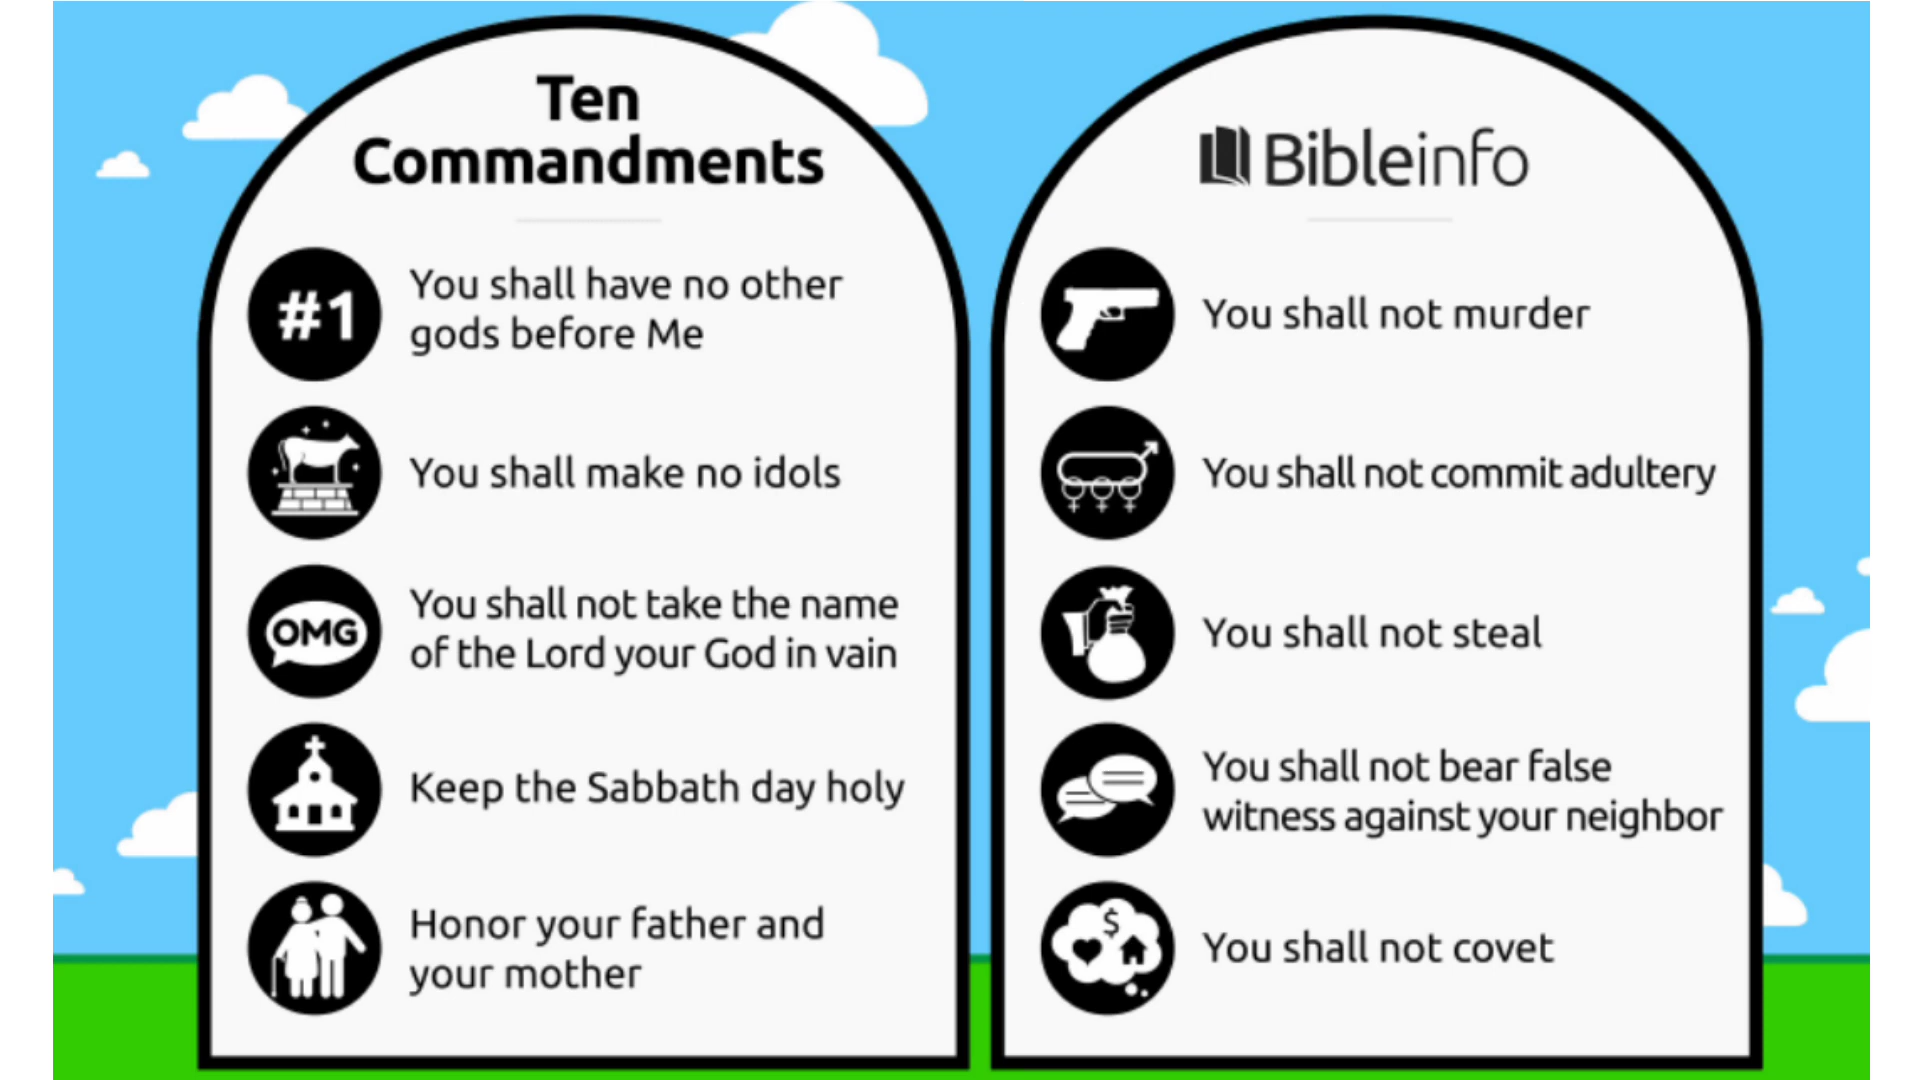 Ten
Commandments
#1
You shall have no other
gods before Me
You shall make no idols
OMG
You shall not take the name
of the Lord your God in vain
Keep the Sabbath day holy
Honor your father and
your mother
Bibleinfo
You shall not murder
You shall not commit adultery
You shall not steal
You shall not bear false
witness against your neighbor
$
You shall not covet